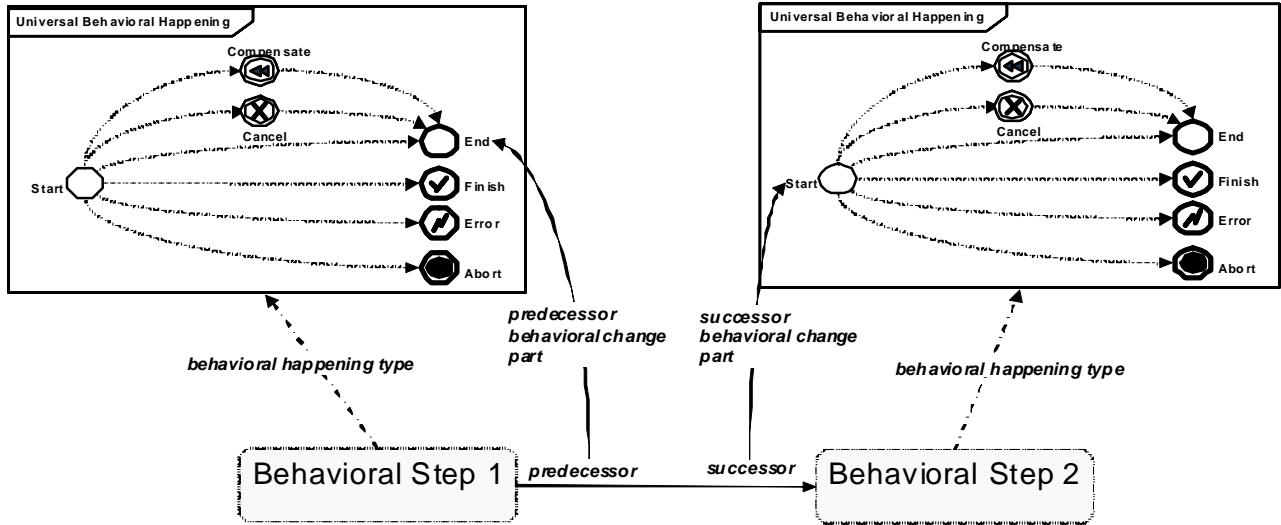 Universal Behavioral Happening
Compensate
Cancel
Start
End
Finish
Error
Abort
Universal Behavioral Happening
Compensate
Cancel
Start
End
Finish
Error
Abort
predecessor
behavioral change
part
successor
behavioral change
part
behavioral happening type
behavioral happening type
Behavioral Step 1
predecessor
successor
Behavioral Step 2